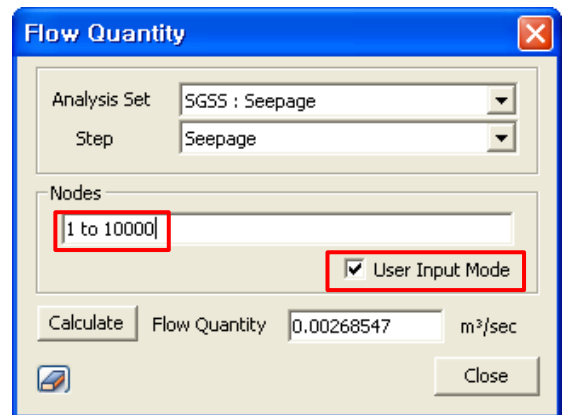 Flow Quantity
Analysis Set SGSS : Seepage
Step Seepage
Nodes
1 to 10000
User Input Mode
Calculate Flow Quantity 0.00268547 m³/sec
Close